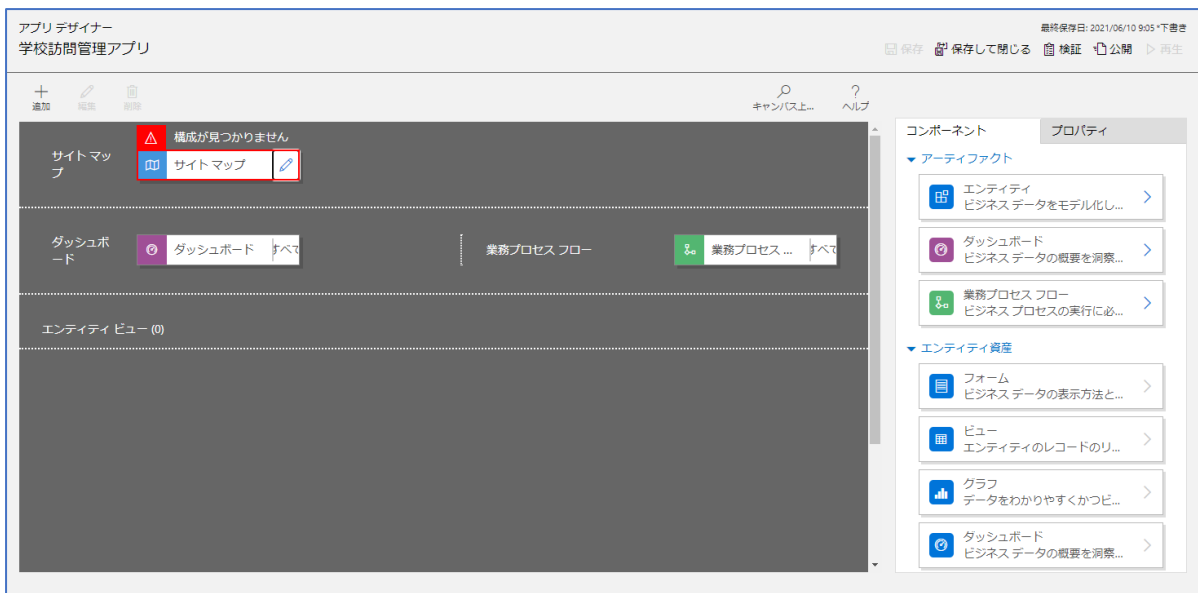 アプリ デザイナー
学校訪問管理アプリ
最終保存日: 2021/06/10 9:05 *下書き
保存
保存して閉じる
検証
公開
再生
追加
編集
削除
キャンバス上...
ヘルプ
サイト マッ
プ
構成が見つかりません
サイト マップ
ダッシュボ
ード
ダッシュボード
すべて
業務プロセス フロー
業務プロセス ...
すべて
エンティティ ビュー (0)
コンポーネント
プロパティ
アーティファクト
エンティティ
ビジネス データをモデル化し...
ダッシュボード
ビジネス データの概要を洞察...
業務プロセス フロー
ビジネス プロセスの実行に必...
エンティティ資産
フォーム
ビジネス データの表示方法と...
ビュー
エンティティのレコードのリ...
グラフ
データをわかりやすくかつビ...
ダッシュボード
ビジネス データの概要を洞察...